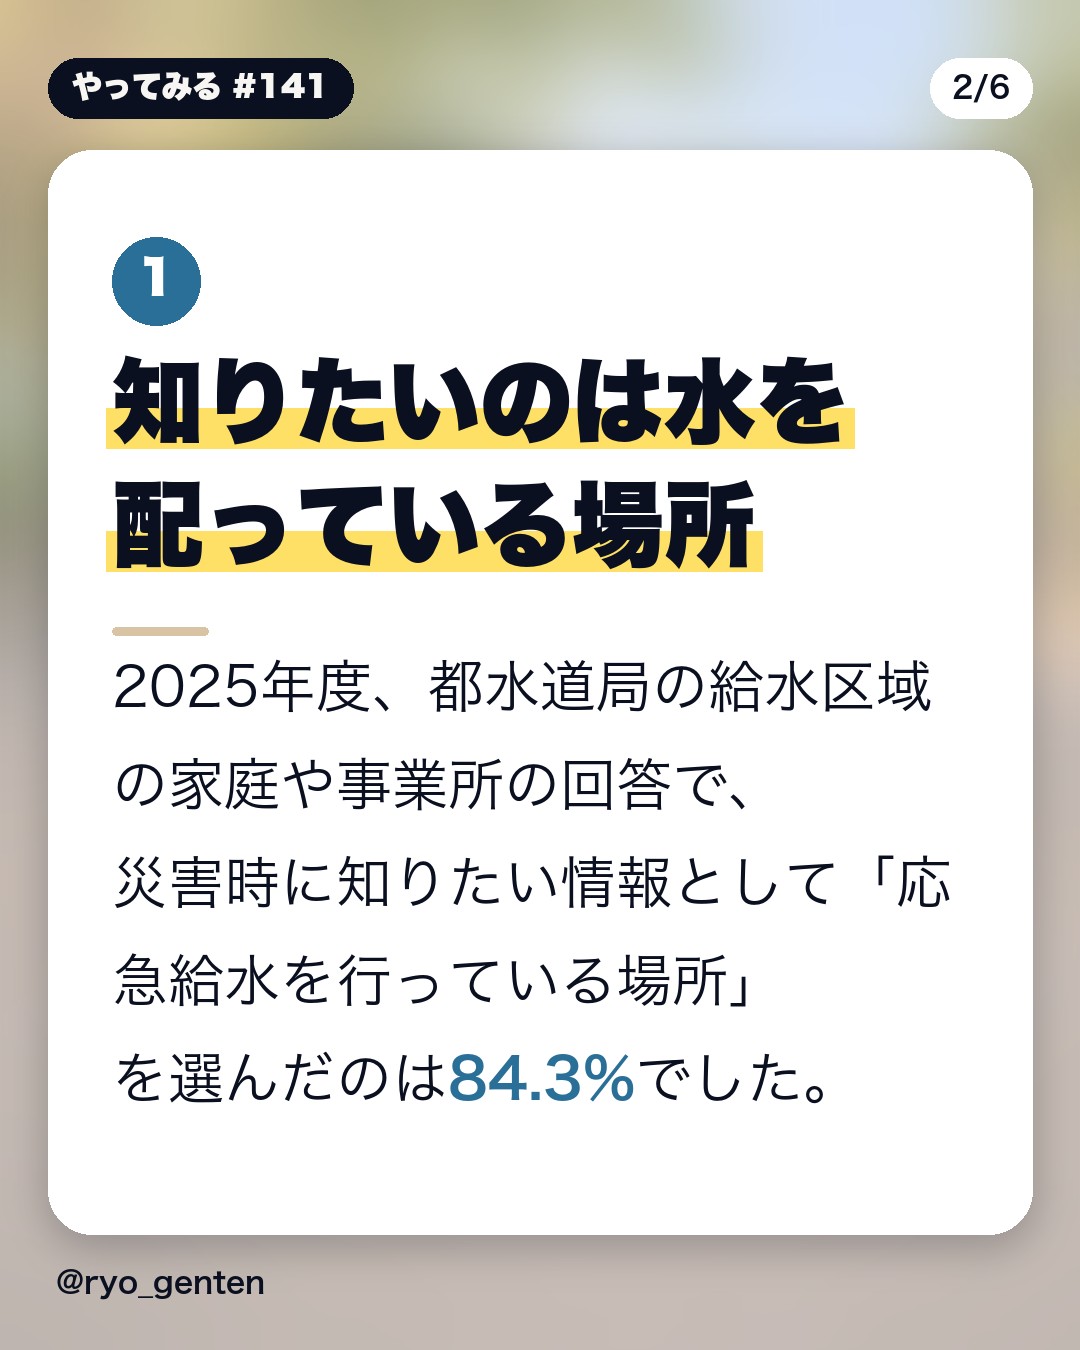 やってみる #141
2/6
1
知りたいのは水を
配っている場所
2025年度、都水道局の給水区域
の家庭や事業所の回答で、
災害時に知りたい情報として「応
急給水を行っている場所」
を選んだのは84.3%でした。
@ryo_genten